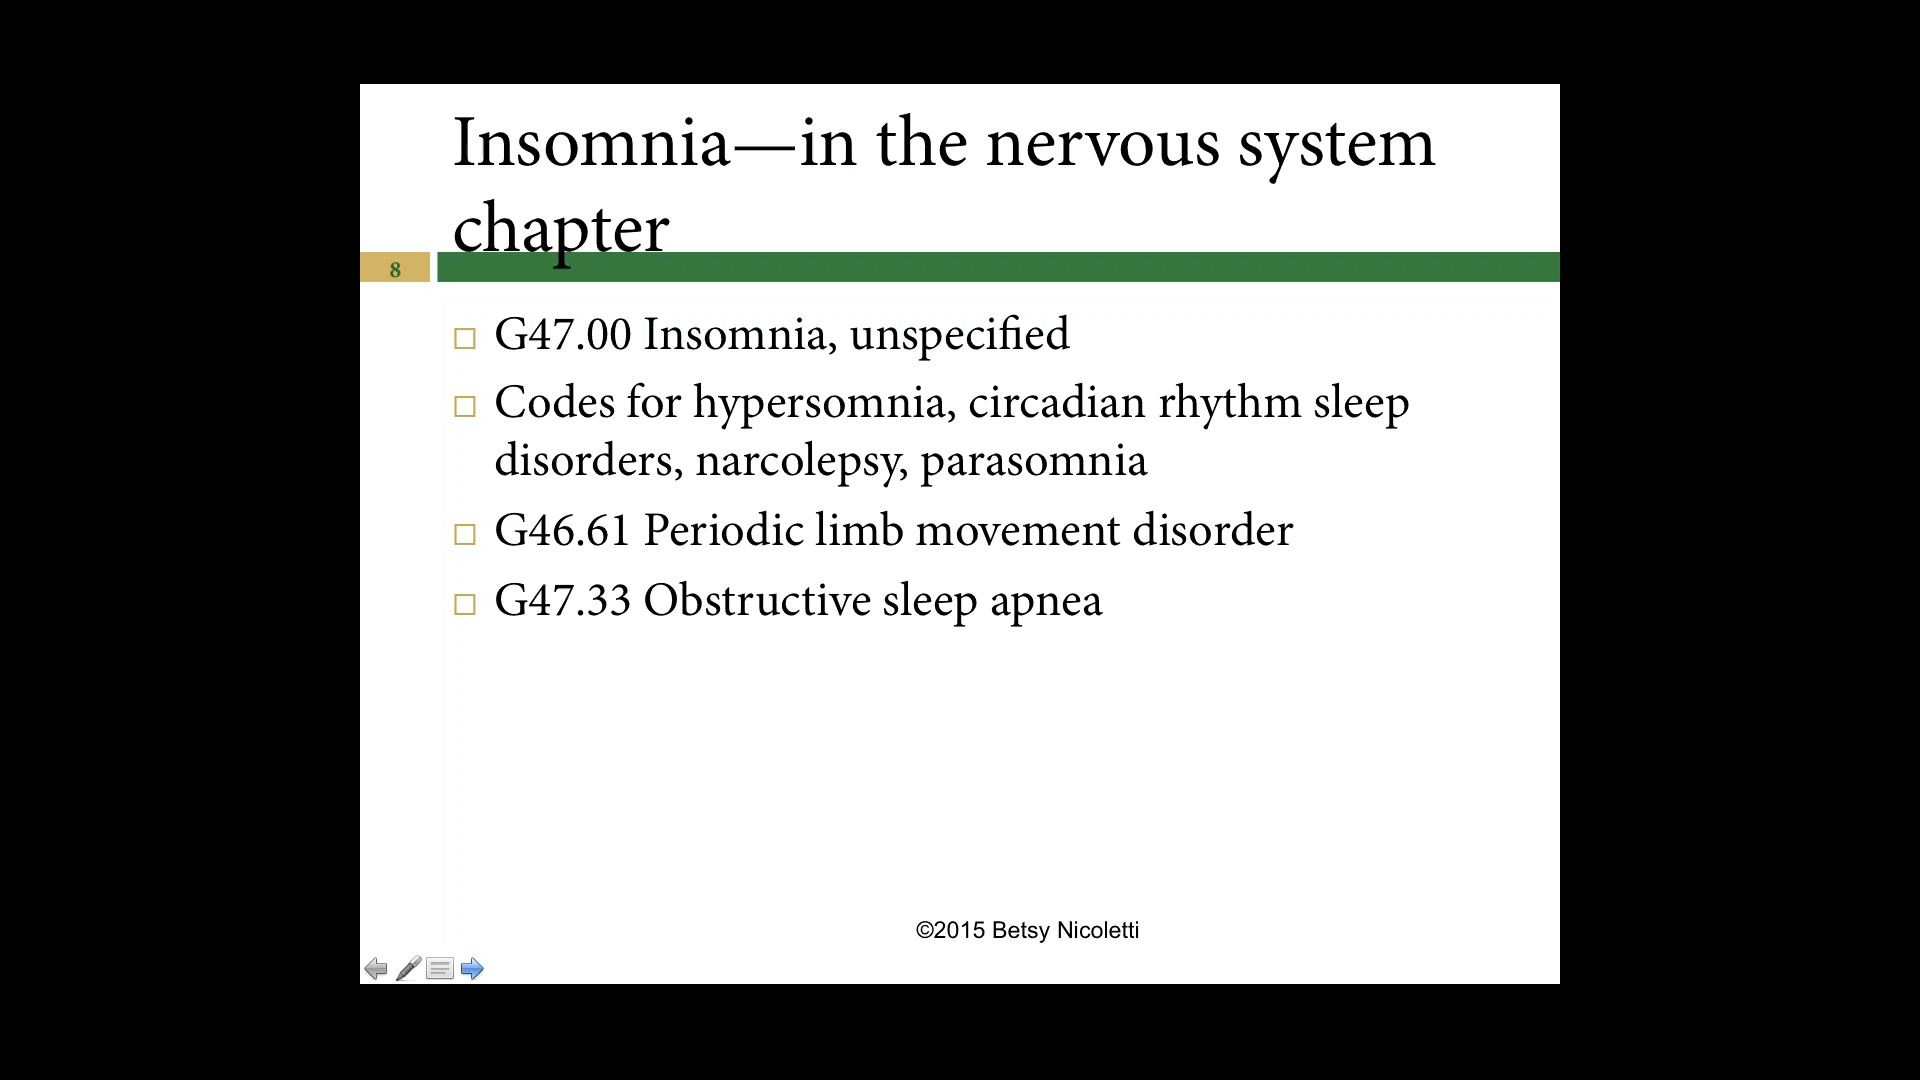 Insomnia—in the nervous system
chapter
8
G47.00 Insomnia, unspecified
Codes for hypersomnia, circadian rhythm sleep
disorders, narcolepsy, parasomnia
G46.61 Periodic limb movement disorder
G47.33 Obstructive sleep apnea
©2015 Betsy Nicoletti